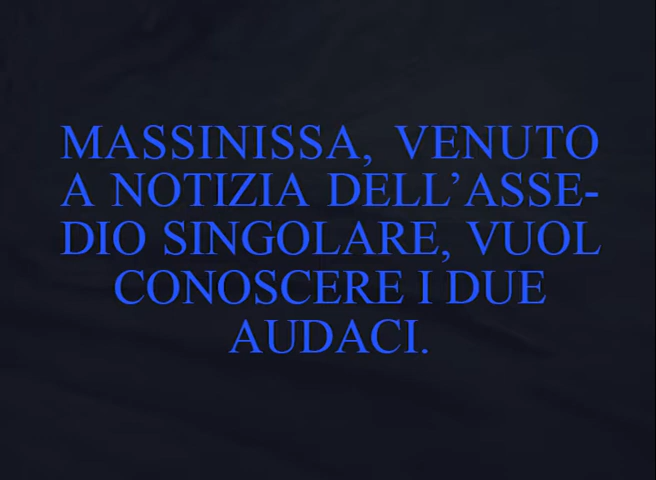 MASSINISSA, VENUTO
A NOTIZIA DELL'ASSE-
DIO SINGOLARE, VUOL
CONOSCERE I DUE
AUDACI.